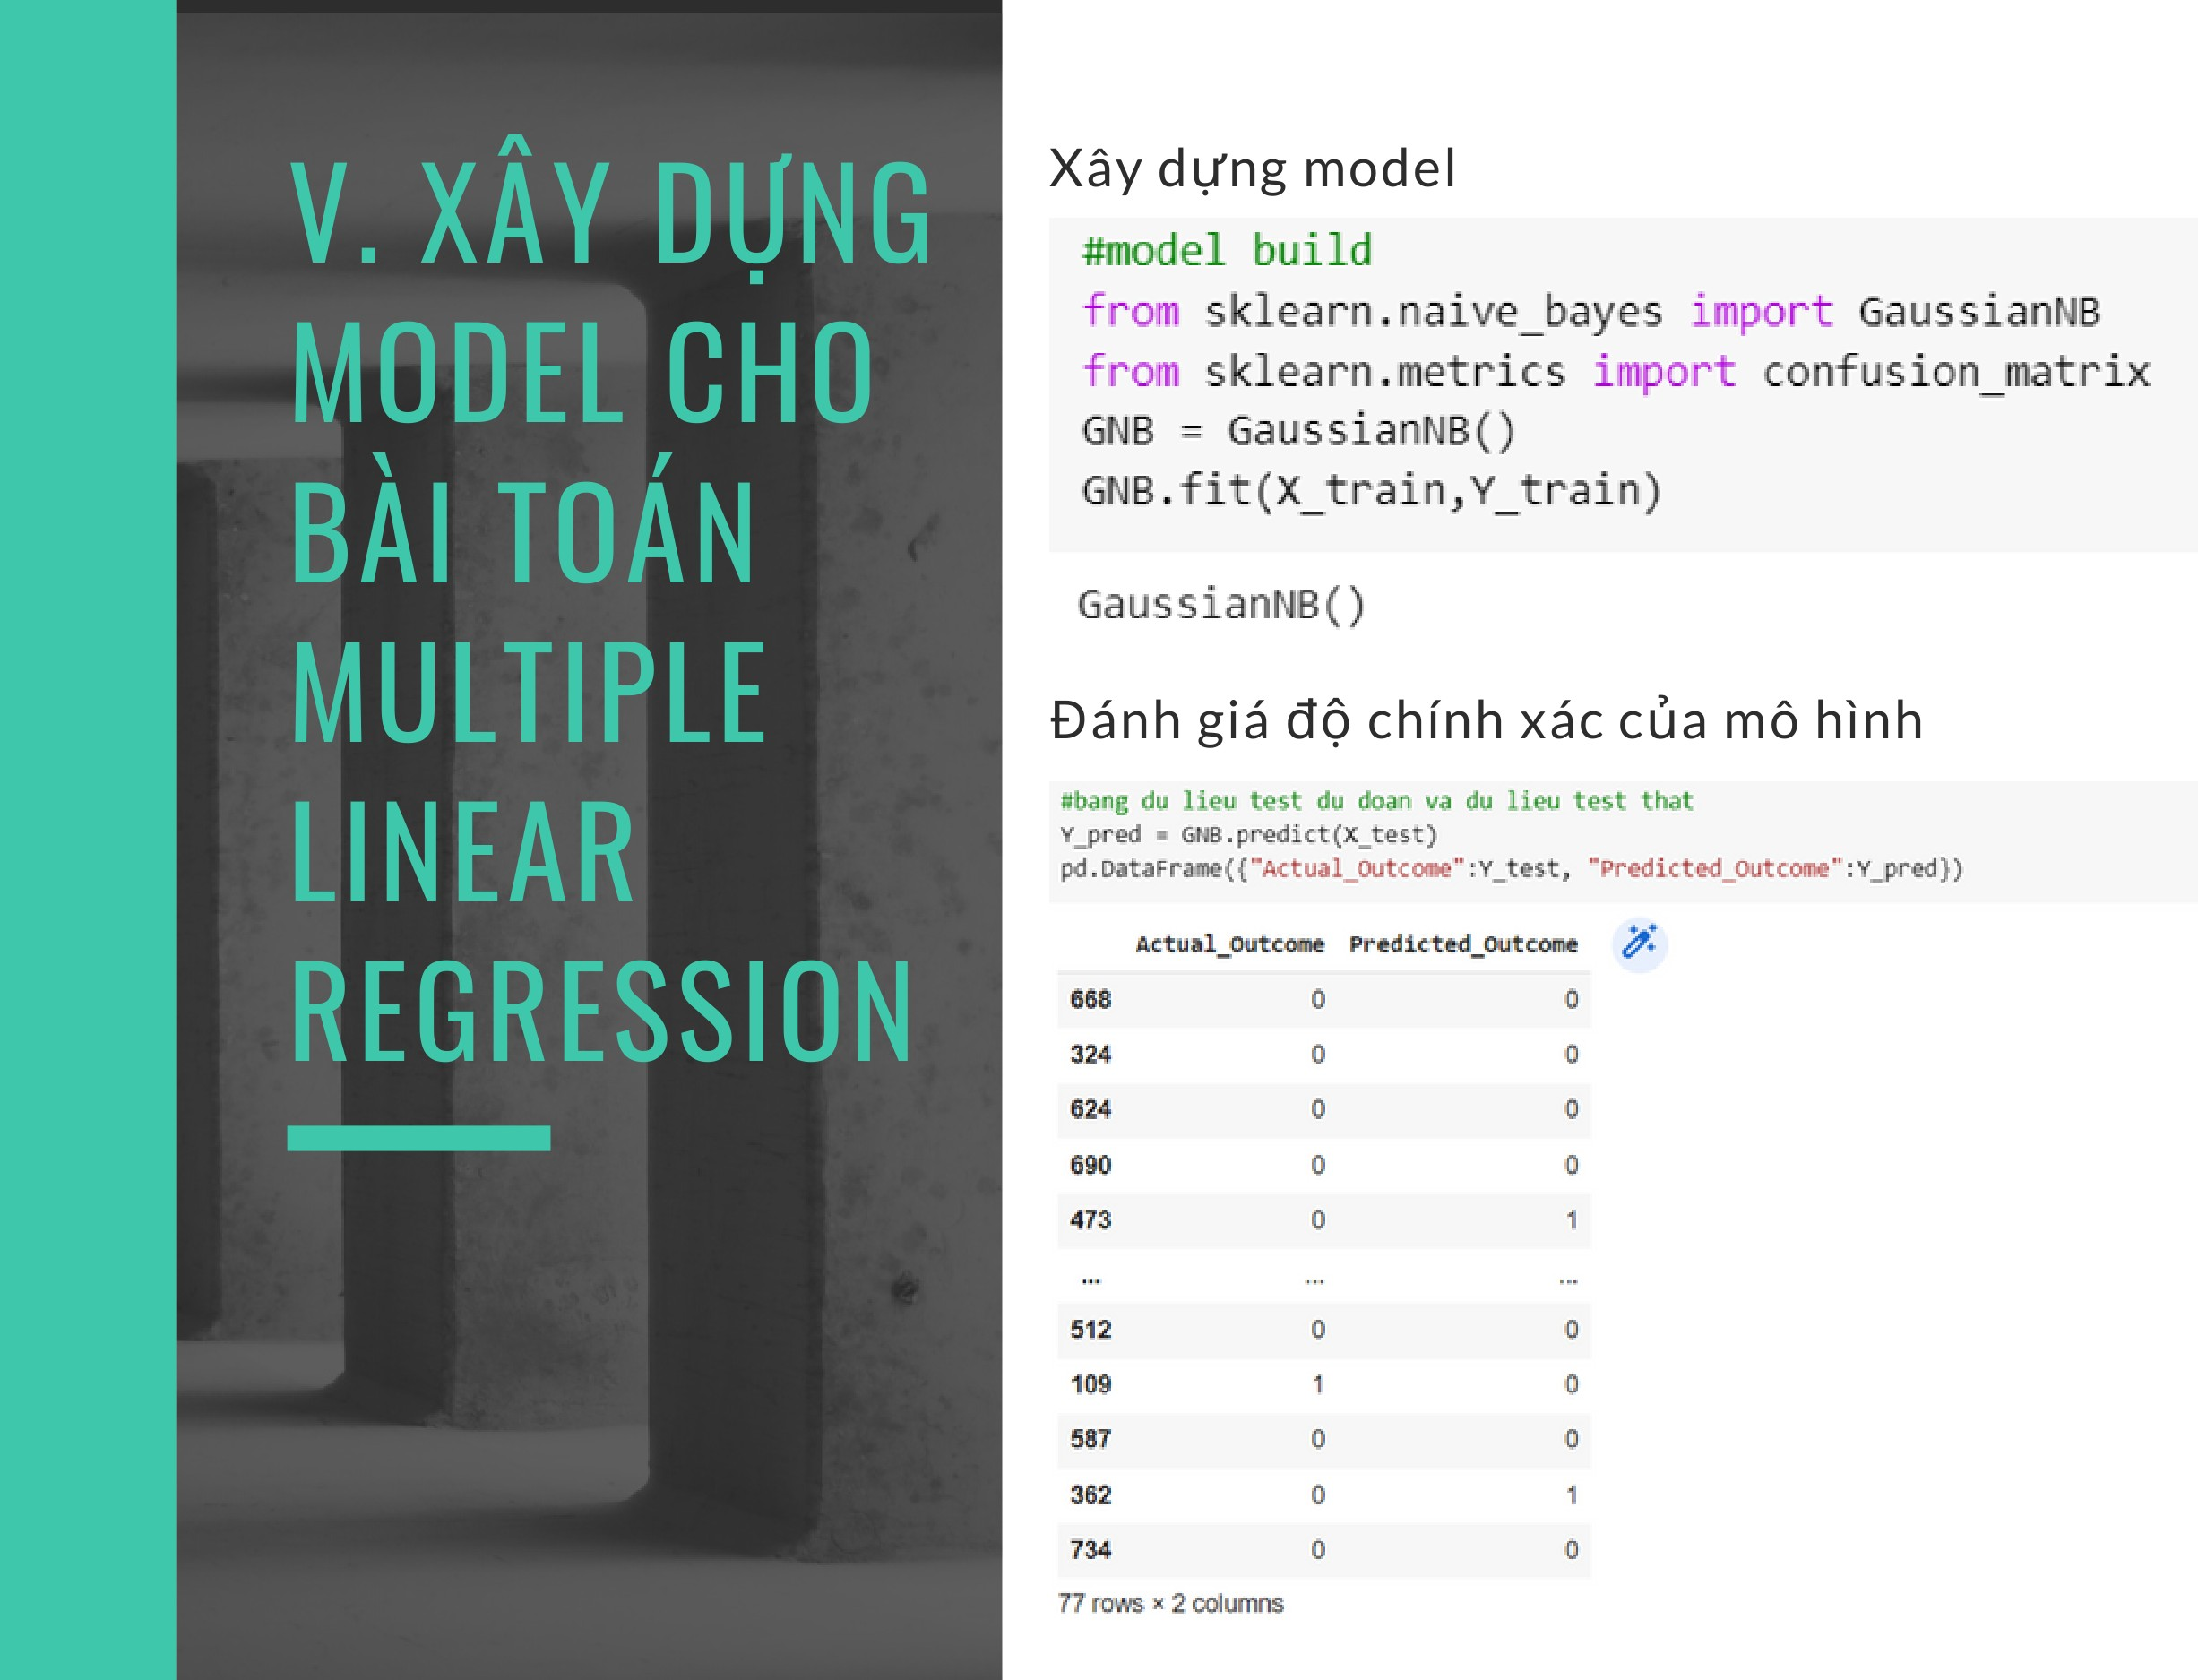 V. XÂY DỰNG
MODEL CHO
BÀI TOÁN
MULTIPLE
LINEAR
REGRESSION
Xây dựng model
#model build
from sklearn.naive_bayes import GaussianNB
from sklearn.metrics import confusion_matrix
GNB = GaussianNB()
GNB.fit(X_train,Y_train)
GaussianNB()
Đánh giá độ chính xác của mô hình
#bang du lieu test du doan va du lieu test that
Y_pred = GNB.predict(X_test)
pd.DataFrame({"Actual_Outcome":Y_test, "Predicted_Outcome":Y_pred})
Actual_Outcome Predicted_Outcome
668 0 0
324 0 0
624 0 0
690 0 0
473 0 1
... ... ...
512 0 0
109 1 0
587 0 0
362 0 1
734 0 0
77 rows × 2 columns